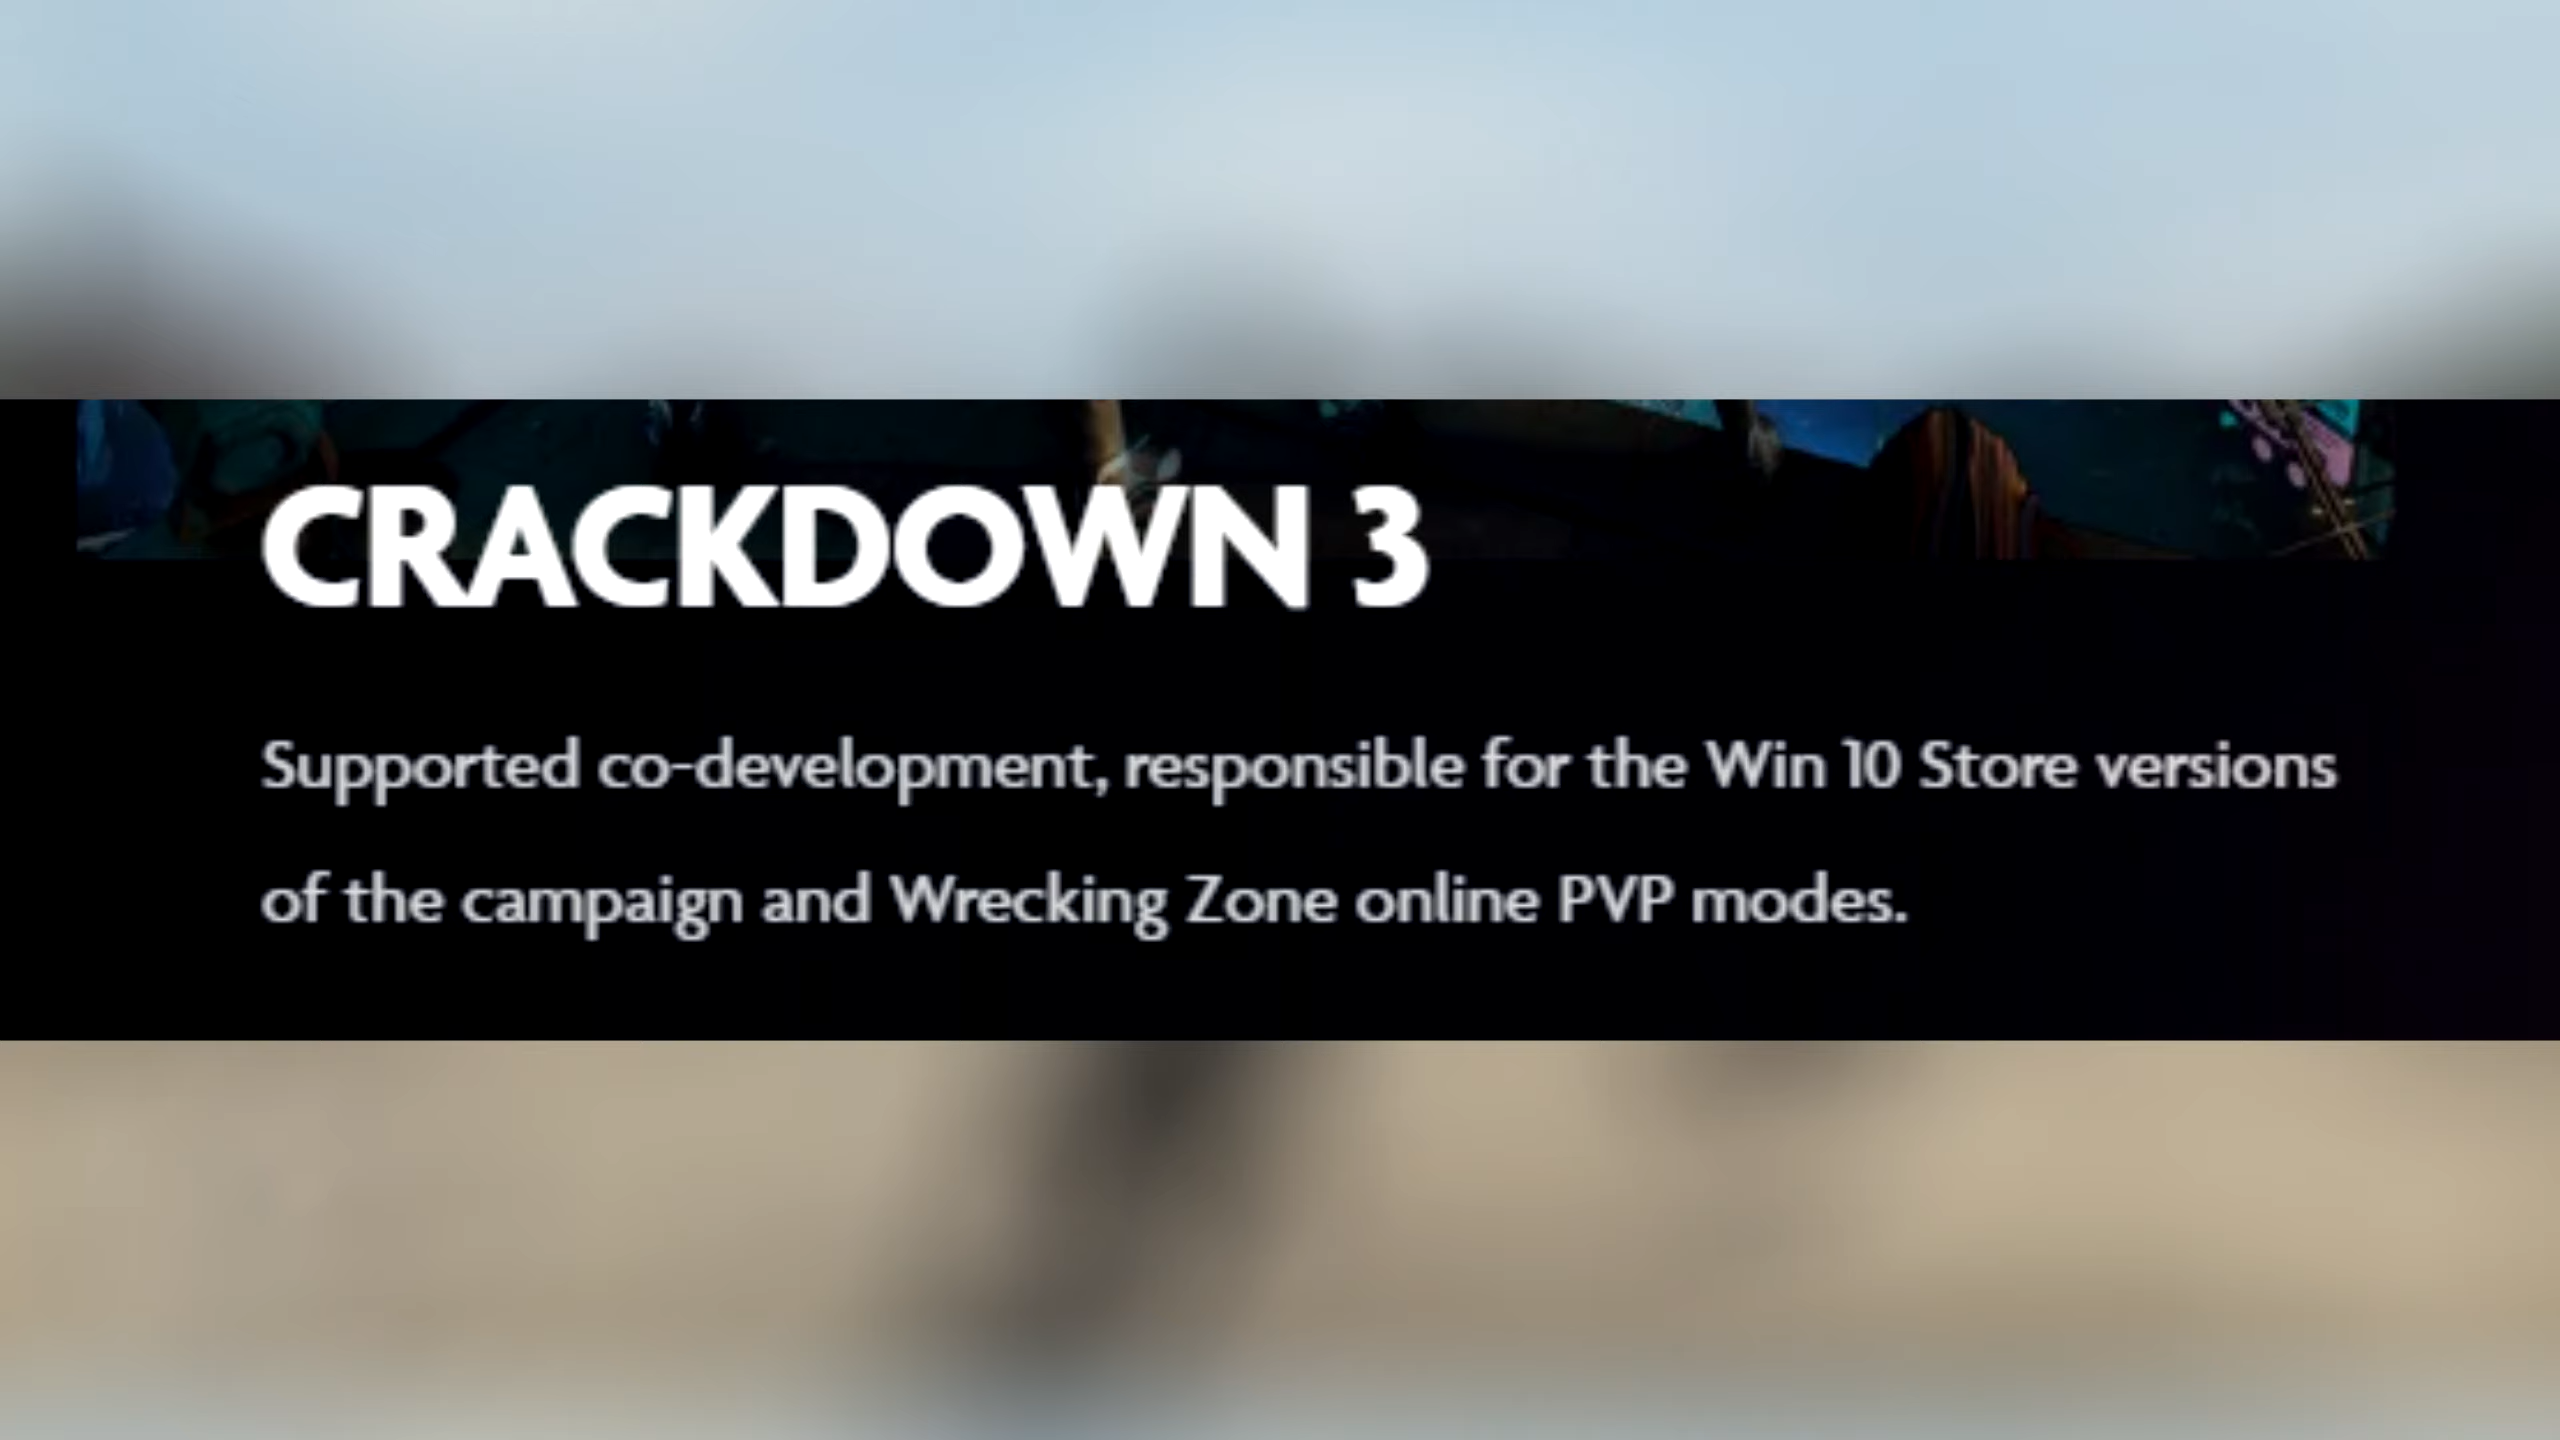 CRACKDOWN 3
Supported co-development, responsible for the Win 10 Store versions
of the campaign and Wrecking Zone online PVP modes.